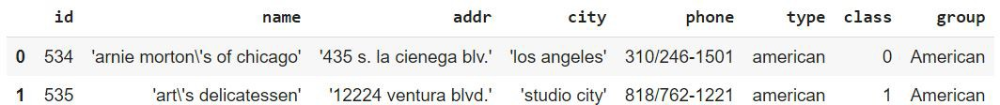 id name addr city phone type class group
0 534 'arnie morton\'s of chicago' '435 s. la cienega blv.' 'los angeles' 310/246-1501 american 0 American
1 535 'art\'s delicatessen' '12224 ventura blvd.' 'studio city' 818/762-1221 american 1 American